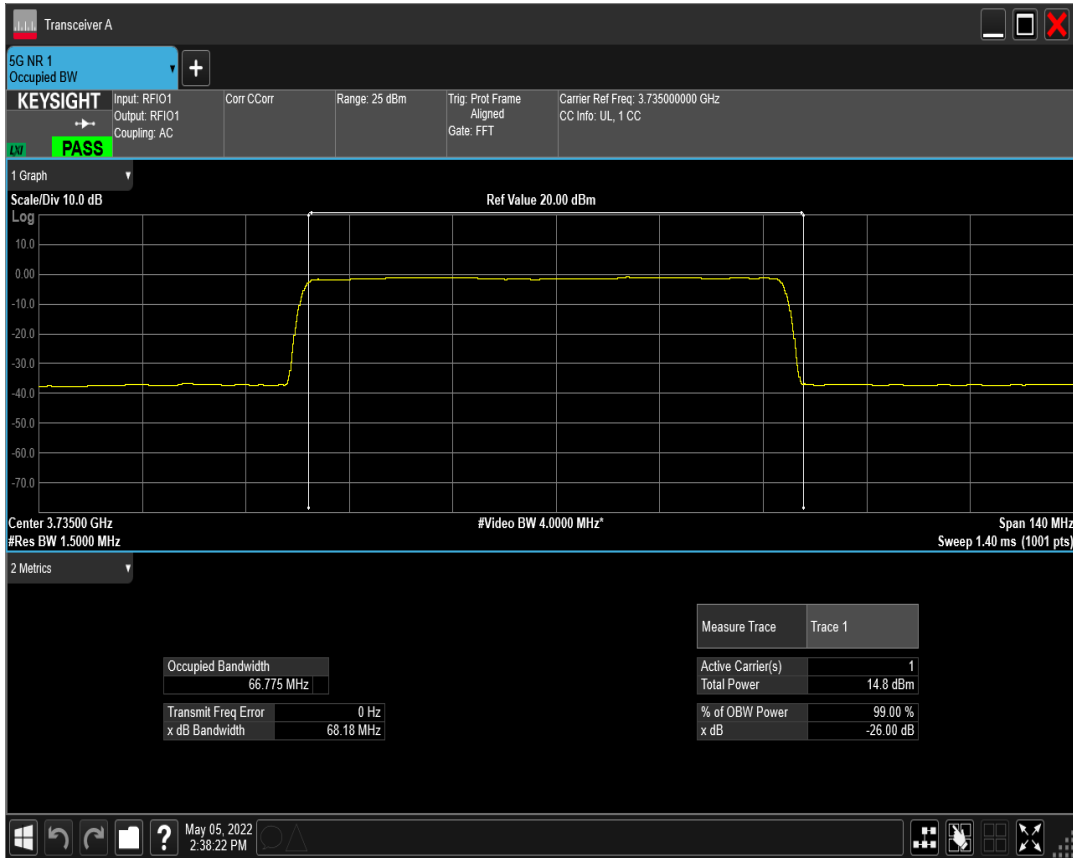 Transceiver A
5G NR 1
Occupied BW
KEYSIGHT
LXI
PASS
Input: RFIO1
Output: RFIO1
Coupling: AC
Corr CCorr
Range: 25 dBm
Trig: Prot Frame
Aligned
Gate: FFT
Carrier Ref Freq: 3.735000000 GHz
CC Info: UL, 1 CC
1 Graph
Scale/Div 10.0 dB
Ref Value 20.00 dBm
Log
10.0
0.00
-10.0
-20.0
-30.0
-40.0
-50.0
-60.0
-70.0
Center 3.73500 GHz
#Video BW 4.0000 MHz*
Span 140 MHz
#Res BW 1.5000 MHz
Sweep 1.40 ms (1001 pts)
2 Metrics
Measure Trace Trace 1
Occupied Bandwidth
66.775 MHz
Active Carrier(s) 1
Total Power 14.8 dBm
Transmit Freq Error 0 Hz
x dB Bandwidth 68.18 MHz
% of OBW Power 99.00 %
x dB -26.00 dB
May 05, 2022
2:38:22 PM